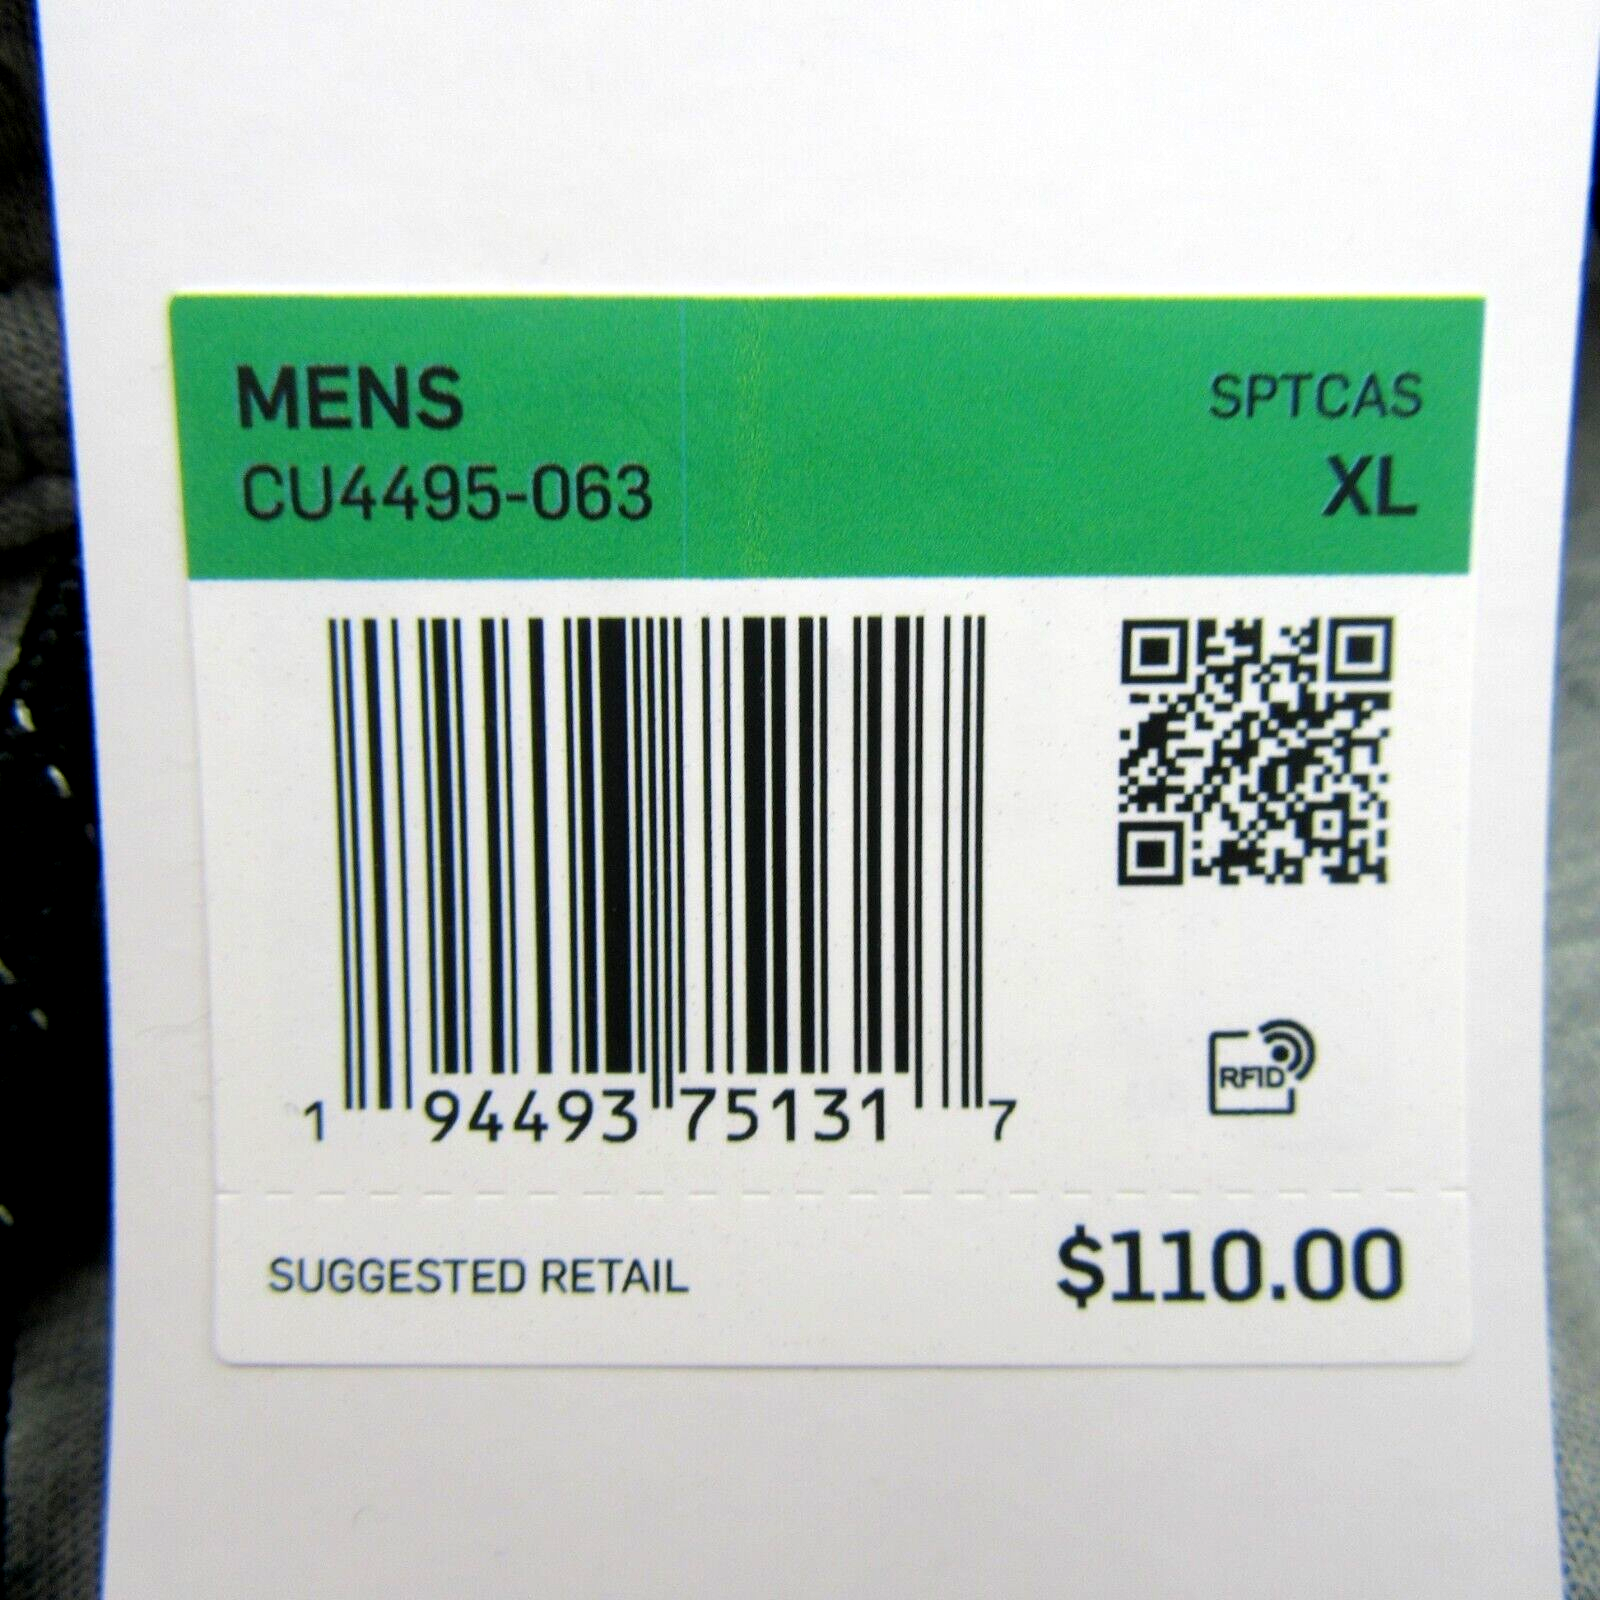 MENS
SPTCAS
CU4495-063
XL
1 94493 75131 7
RFID
SUGGESTED RETAIL
$110.00